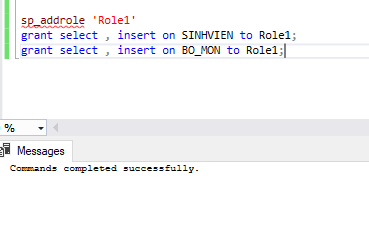 sp_addrole 'Role1'
grant select , insert on SINHVIEN to Role1;
grant select , insert on BO_MON to Role1;
%
Messages
Commands completed successfully.